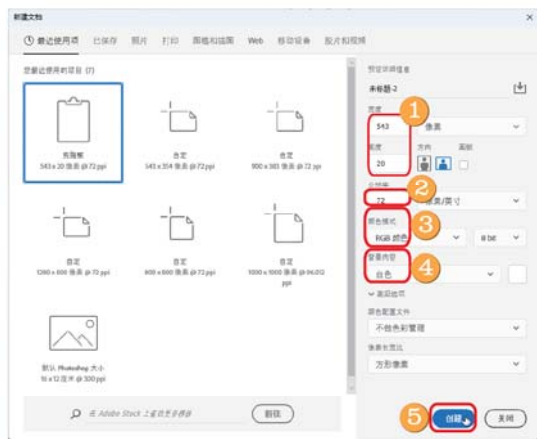 新建文档
最近使用项 已保存 照片 打印 图稿和插图 Web 移动设备 胶片和视频
您最近使用的项目 (7)
剪贴板
543 x 20 像素 @ 72 ppi
自定
543 x 354 像素 @ 72 ppi
自定
900 x 383 像素 @ 72 ppi
自定
1280 x 800 像素 @ 72 ppi
自定
800 x 800 像素 @ 72 ppi
自定
1000 x 1000 像素 @ 96.012
ppi
默认 Photoshop 大小
16 x 12 厘米 @ 300 ppi
在 Adobe Stock 上查找更多模板
前往
预设详细信息
未标题-2
宽度
1
543 像素
高度 方向 画板
20
分辨率
2
72 像素/英寸
颜色模式
3
RGB 颜色 8 bit
背景内容
4
白色
高级选项
颜色配置文件
不做色彩管理
像素长宽比
方形像素
5 创建 关闭